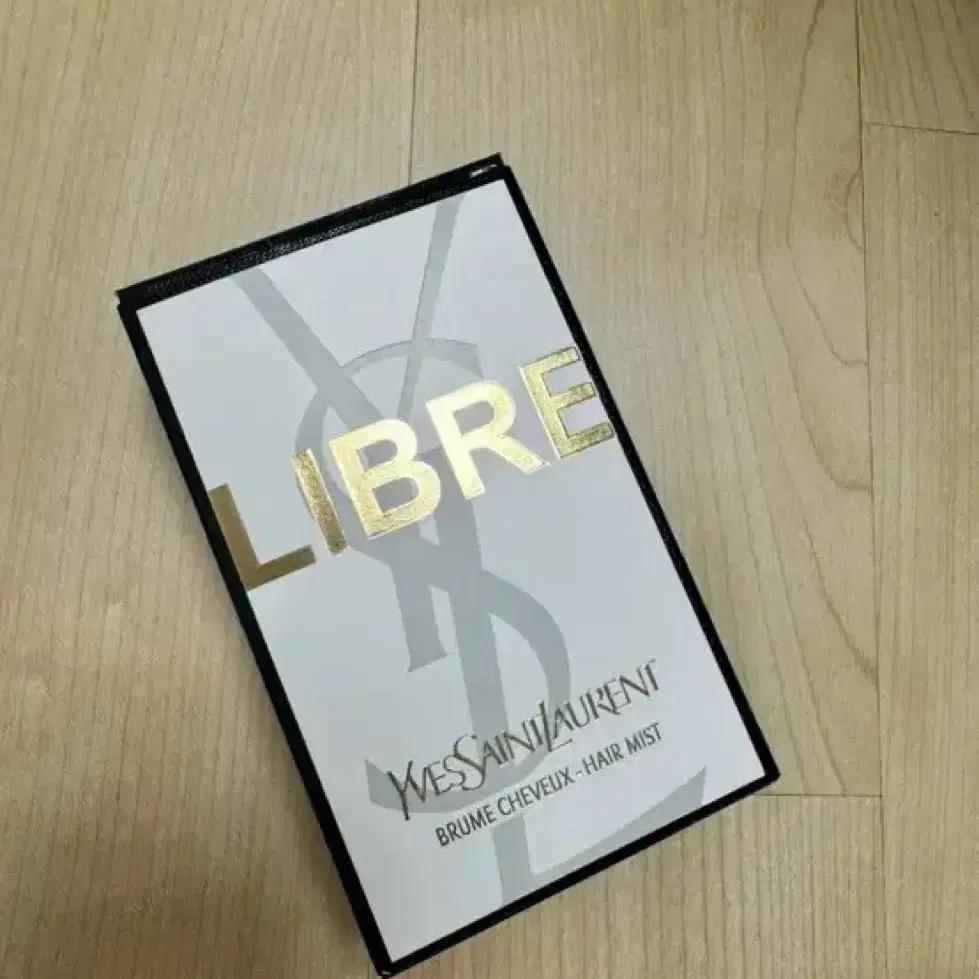 LIBRE
YVESSAINTLAURENT
BRUME CHEVEUX - HAIR MIST